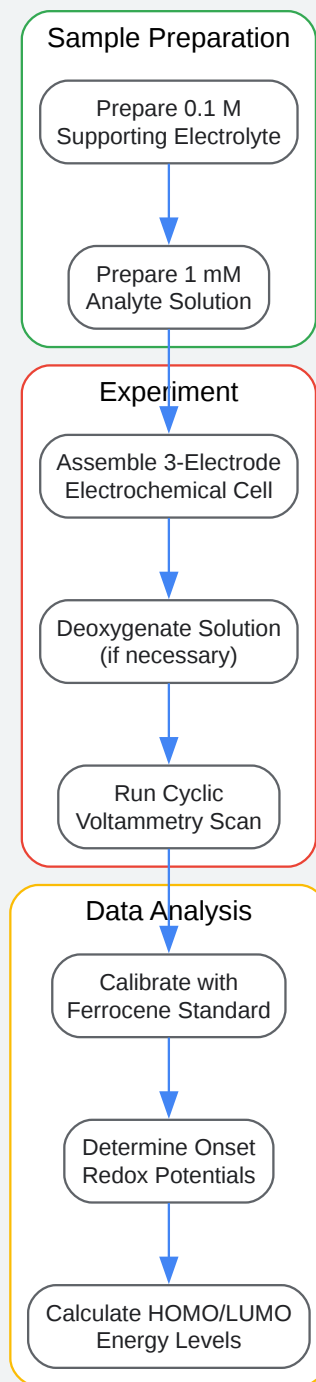 Sample Preparation
Prepare 0.1 M
Supporting Electrolyte
Prepare 1 mM
Analyte Solution
Experiment
Assemble 3-Electrode
Electrochemical Cell
Deoxygenate Solution
(if necessary)
Run Cyclic
Voltammetry Scan
Data Analysis
Calibrate with
Ferrocene Standard
Determine Onset
Redox Potentials
Calculate HOMO/LUMO
Energy Levels